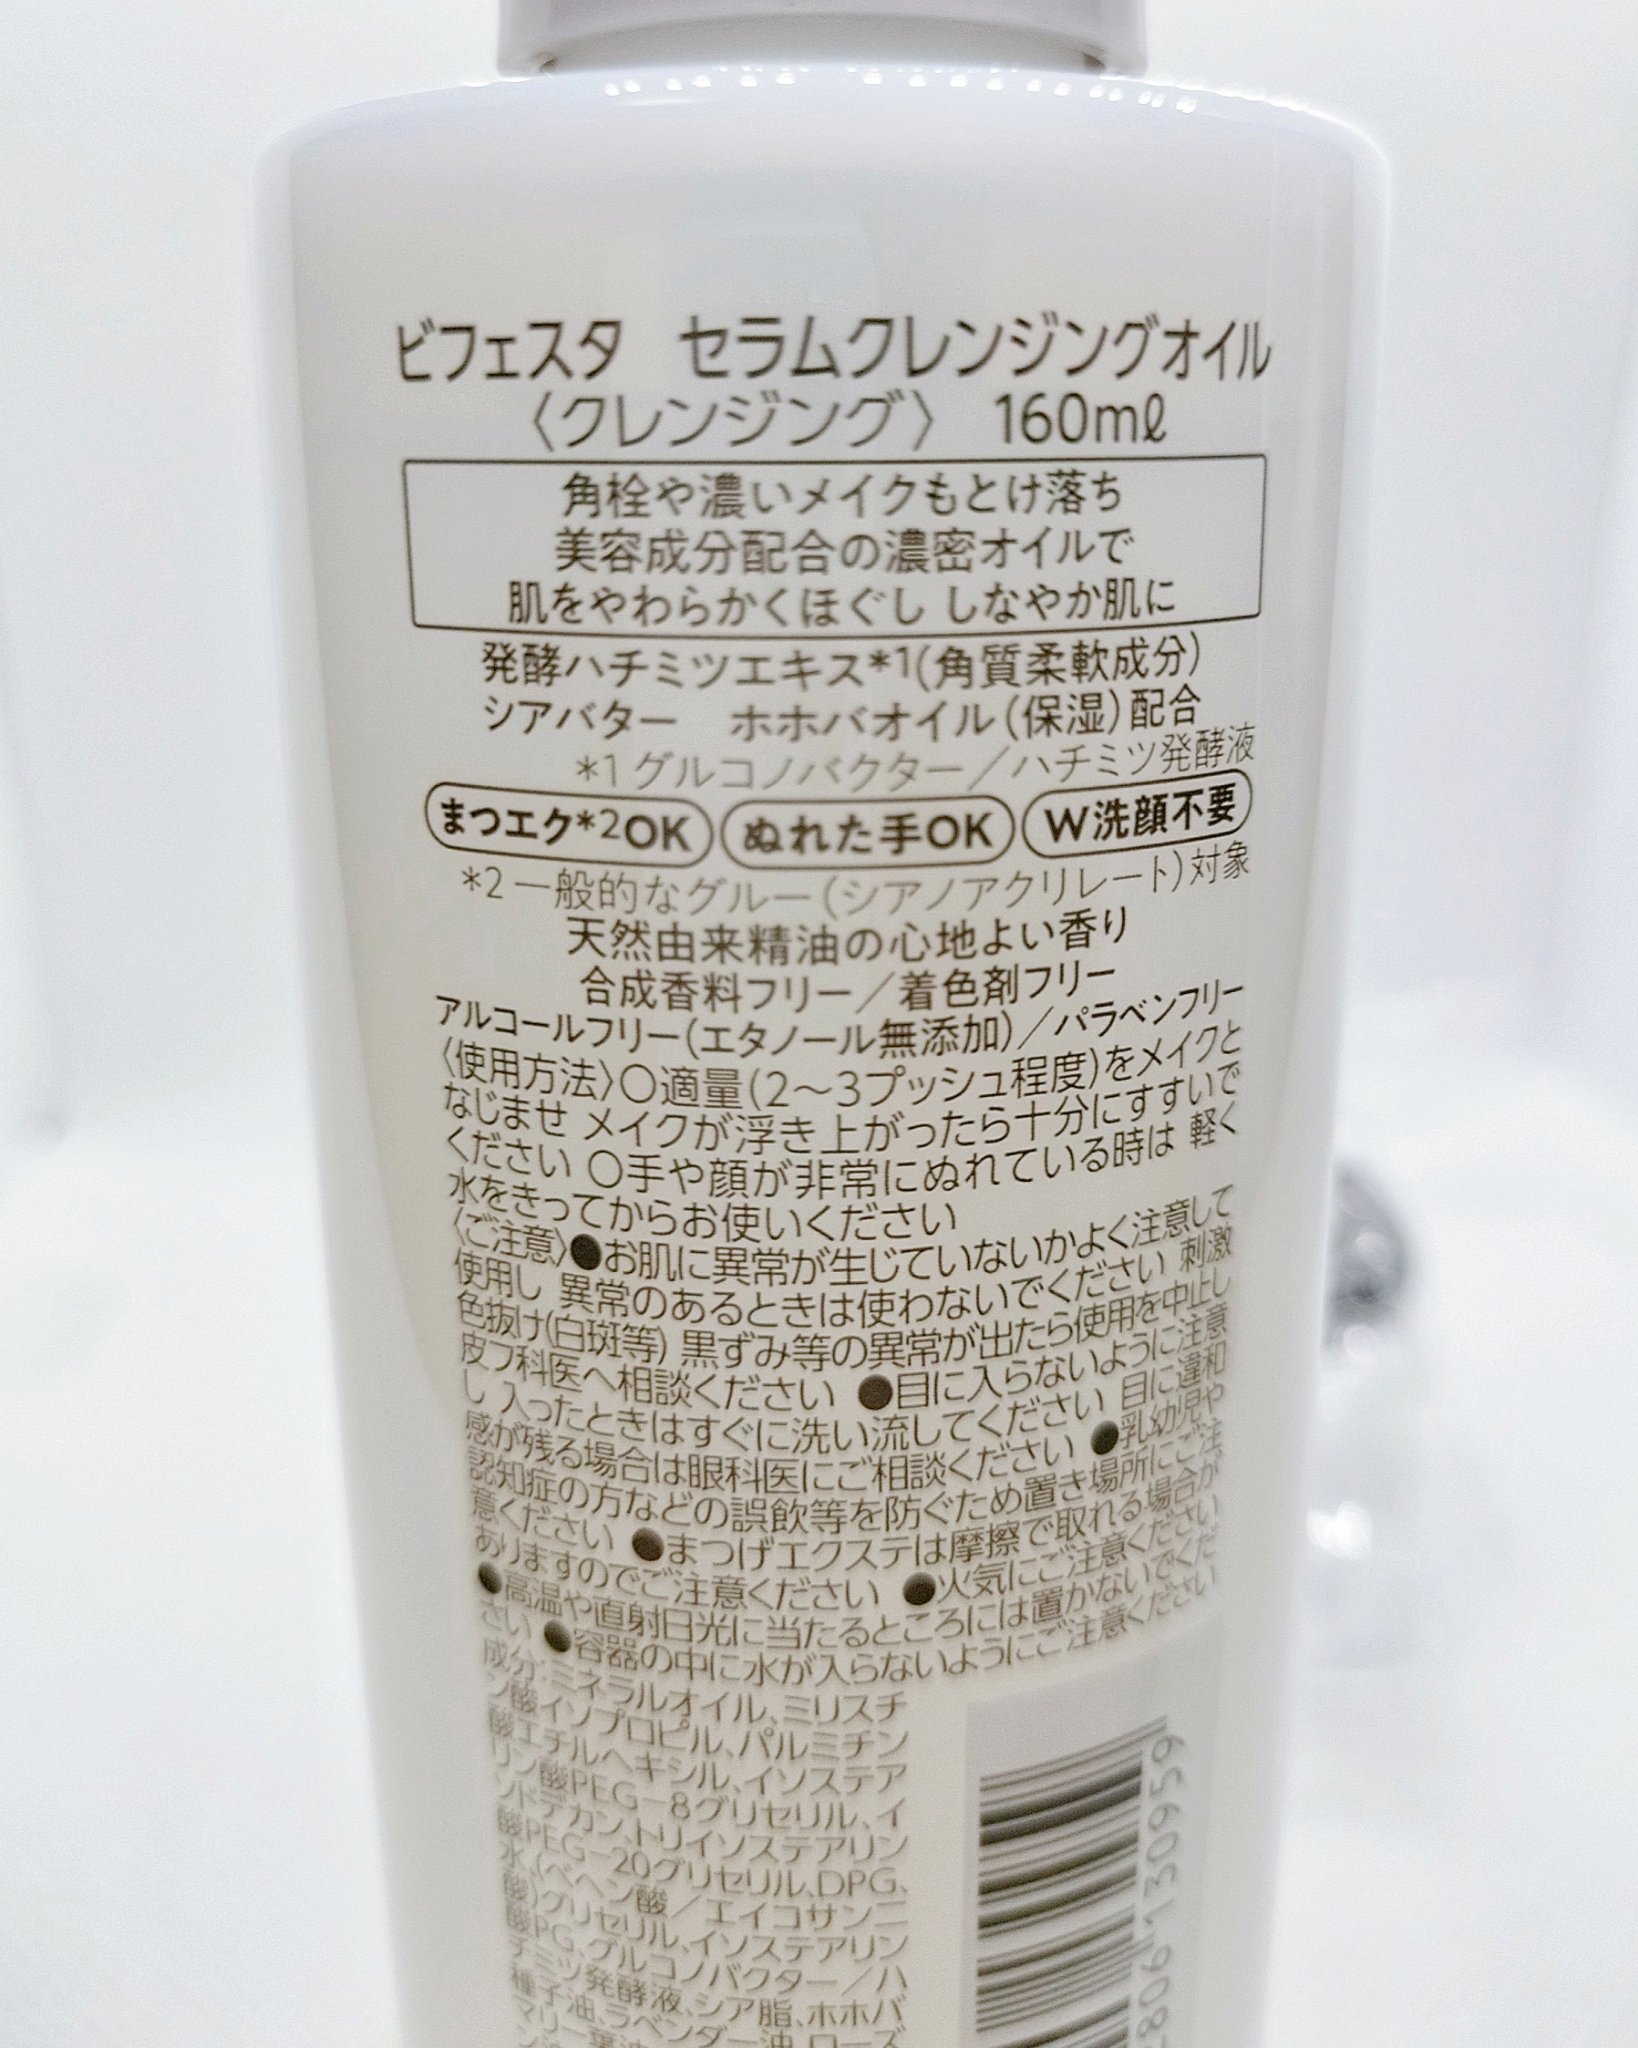 ビフェスタ　セラムクレンジングオイル
〈クレンジング〉　160mℓ
角栓や濃いメイクもとけ落ち
美容成分配合の濃密オイルで
肌をやわらかくほぐし しなやか肌に
発酵ハチミツエキス*1(角質柔軟成分)
シアバター　ホホバオイル(保湿)配合
*1 グルコノバクター／ハチミツ発酵液
まつエク*2OK ぬれた手OK W洗顔不要
*2 一般的なグルー(シアノアクリレート)対象
天然由来精油の心地よい香り
合成香料フリー／着色剤フリー
アルコールフリー(エタノール無添加)／パラベンフリー
〈使用方法〉〇適量(2〜3プッシュ程度)をメイクと
なじませ メイクが浮き上がったら十分にすすいで
ください 〇手や顔が非常にぬれている時は 軽く
水をきってからお使いください
〈ご注意〉●お肌に異常が生じていないかよく注意して
使用し 異常のあるときは使わないでください 刺激
色抜け(白斑等) 黒ずみ等の異常が出たら使用を中止し
皮フ科医へ相談ください ●目に入らないように注意
し 入ったときはすぐに洗い流してください 目に違和
感が残る場合は眼科医にご相談ください ●乳幼児や
認知症の方などの誤飲等を防ぐため置き場所にご注
意ください ●まつげエクステは摩擦で取れる場合が
ありますのでご注意ください ●火気にご注意ください
●高温や直射日光に当たるところには置かないでくだ
さい ●容器の中に水が入らないようにご注意ください
成分:ミネラルオイル、ミリスチ
ン酸イソプロピル、パルミチン
酸エチルヘキシル、イソステア
リン酸PEG−8グリセリル、イ
ソドデカン、トリイソステアリン
酸PEG−20グリセリル、DPG、
水、(ベヘン酸／エイコサン二
酸)グリセリル、イソステアリン
酸PG、グルコノバクター／ハ
チミツ発酵液、シア脂、ホホバ
種子油、ラベンダー油、ローズ
マリー葉油
806130959